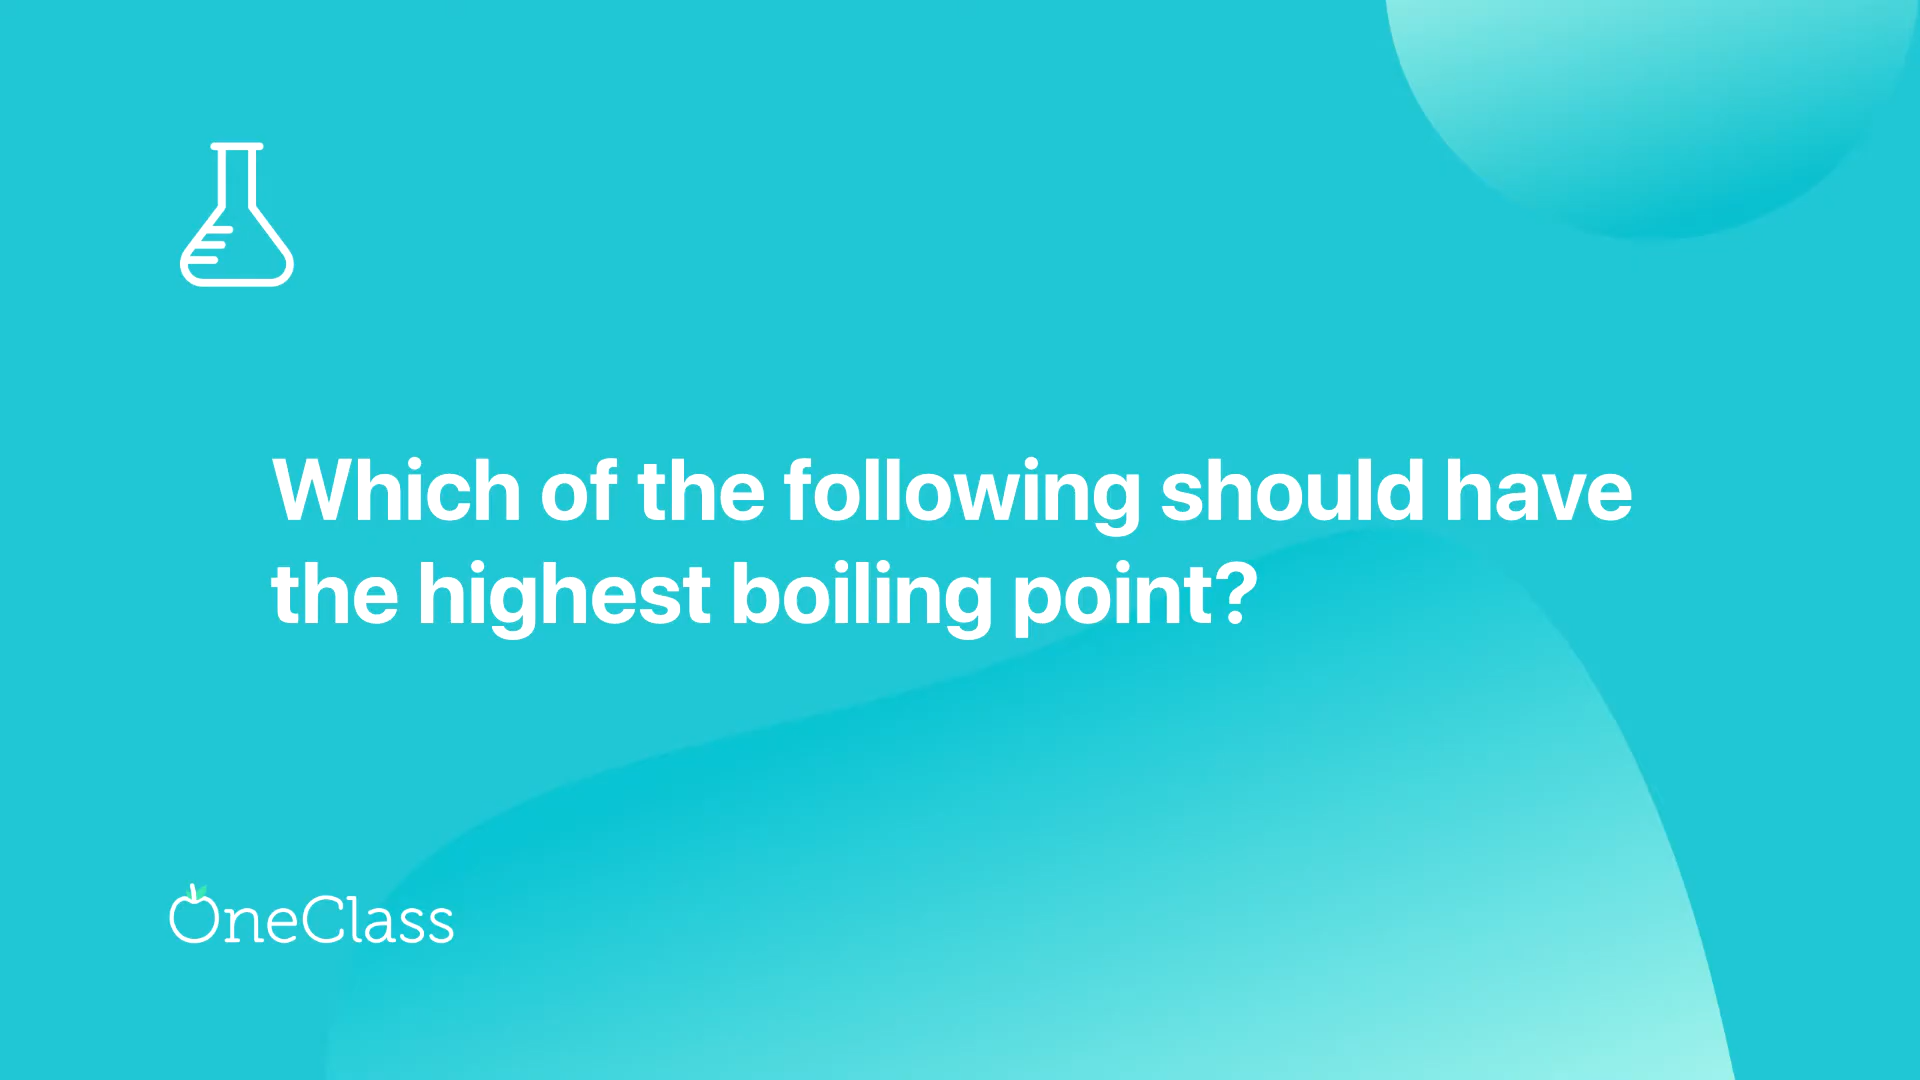 Which of the following should have
the highest boiling point?
OneClass